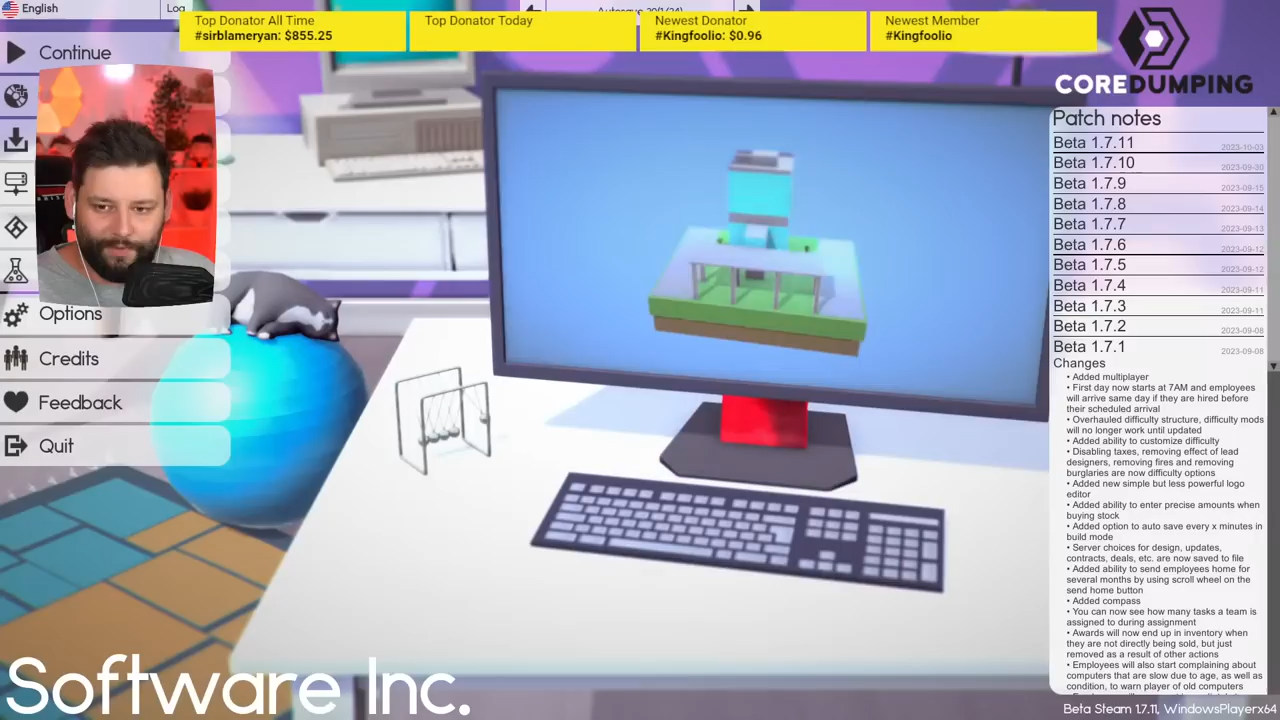 English
Log
Top Donator All Time
#sirblameryan: $855.25
Top Donator Today
Newest Donator
#Kingfoolio: $0.96
Newest Member
#Kingfoolio
COREDUMPING
Continue
Options
Credits
Feedback
Quit
Patch notes
Beta 1.7.11 2023-10-03
Beta 1.7.10 2023-09-30
Beta 1.7.9 2023-09-15
Beta 1.7.8 2023-09-14
Beta 1.7.7 2023-09-13
Beta 1.7.6 2023-09-12
Beta 1.7.5 2023-09-12
Beta 1.7.4 2023-09-11
Beta 1.7.3 2023-09-11
Beta 1.7.2 2023-09-08
Beta 1.7.1 2023-09-08
Changes
• Added multiplayer
• First day now starts at 7AM and employees
will arrive same day if they are hired before
their scheduled arrival
• Overhauled difficulty structure, difficulty mods
will no longer work until updated
• Added ability to customize difficulty
• Disabling taxes, removing effect of lead
designers, removing fires and removing
burglaries are now difficulty options
• Added new simple but less powerful logo
editor
• Added ability to enter precise amounts when
buying stock
• Added option to auto save every x minutes in
build mode
• Server choices for design, updates,
contracts, deals, etc. are now saved to file
• Added ability to send employees home for
several months by using scroll wheel on the
send home button
• Added compass
• You can now see how many tasks a team is
assigned to during assignment
• Awards will now end up in inventory when
they are not directly being sold, but just
removed as a result of other actions
• Employees will also start complaining about
computers that are slow due to age, as well as
condition, to warn player of old computers
Software Inc.
Beta Steam 1.7.11, WindowsPlayerx64